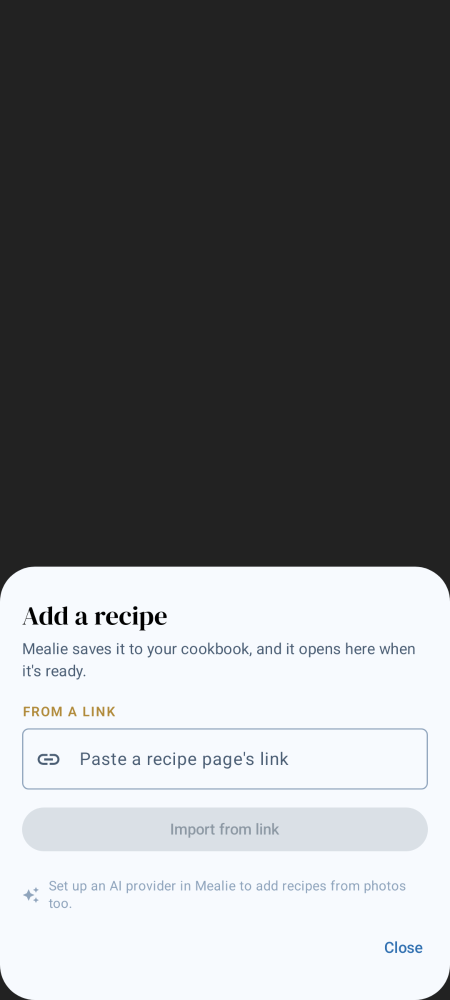 Add a recipe
Mealie saves it to your cookbook, and it opens here when
it's ready.
FROM A LINK
Paste a recipe page's link
Import from link
Set up an AI provider in Mealie to add recipes from photos
too.
Close